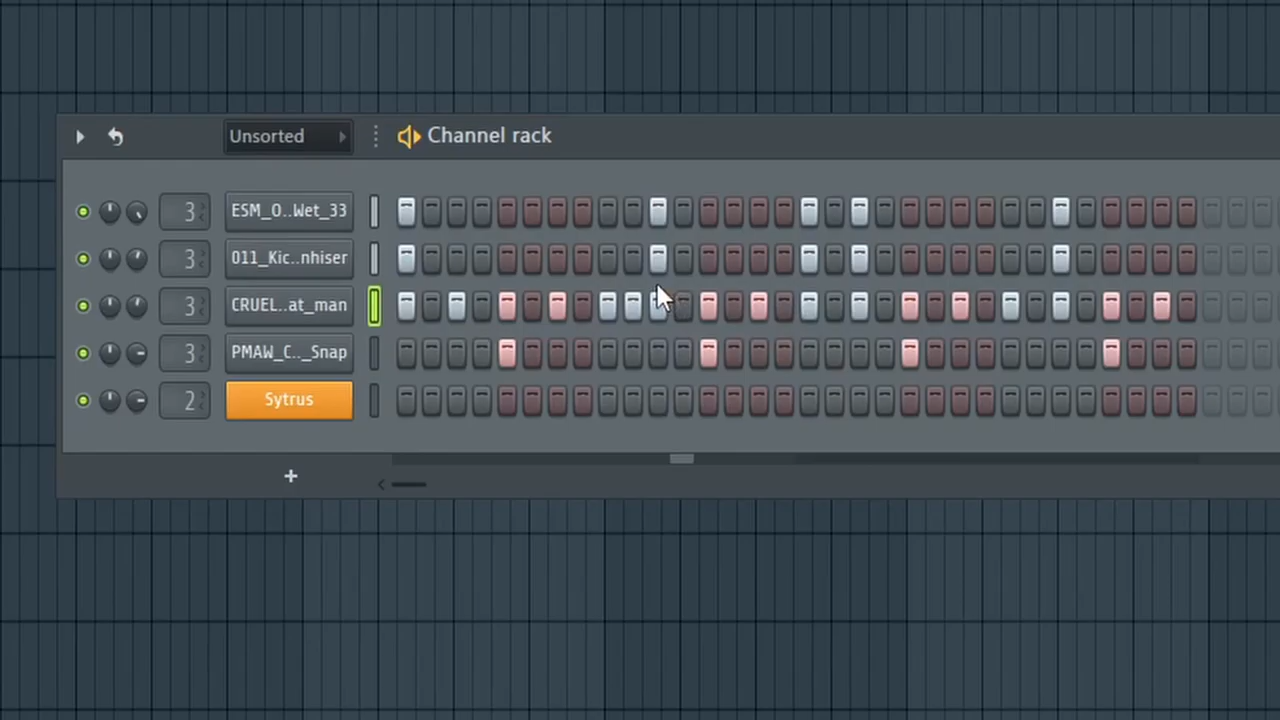 Unsorted
Channel rack
3 ESM_O..Wet_33
3 011_Kic..nhiser
3 CRUEL..at_man
3 PMAW_C.._Snap
2 Sytrus
+